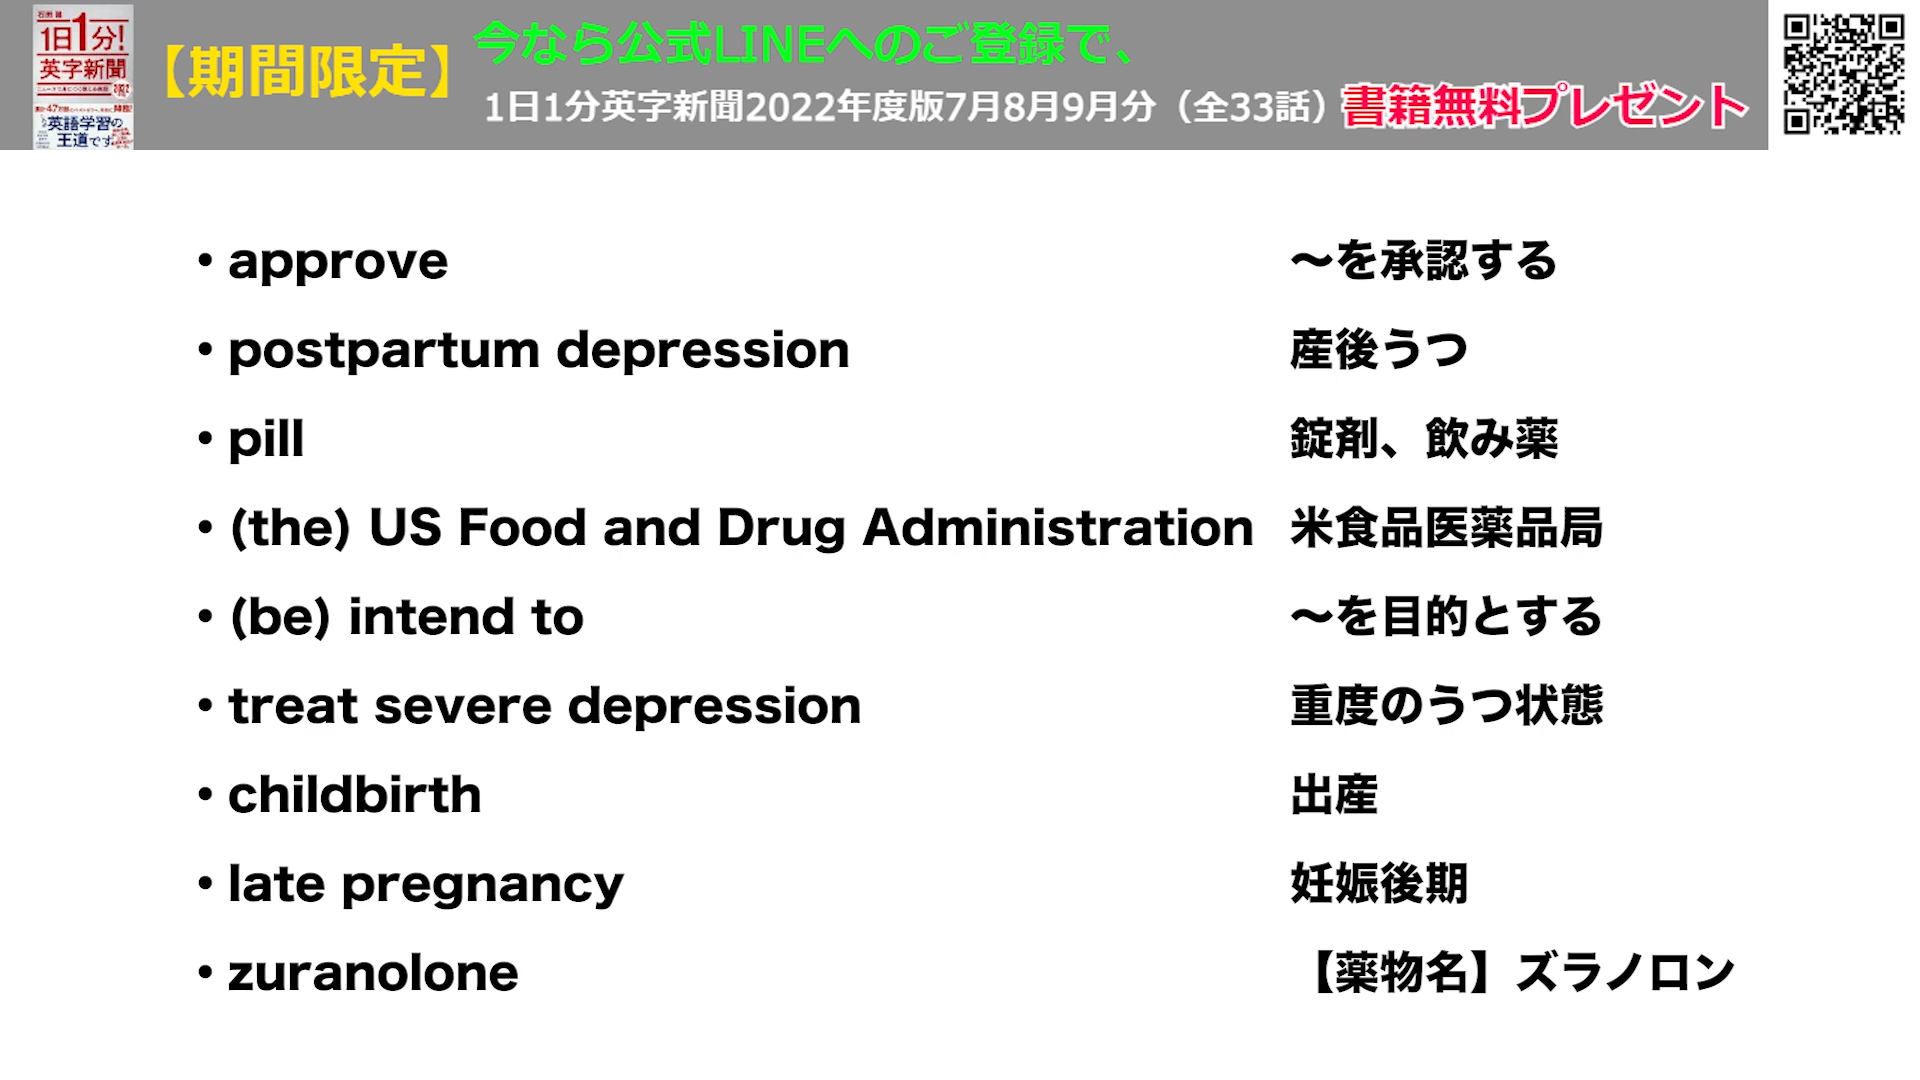 石田 健
1日1分!
英字新聞
2022
英語学習の
王道です
【期間限定】
今なら公式LINEへのご登録で、
1日1分英字新聞2022年度版7月8月9月分（全33話）書籍無料プレゼント
・approve ～を承認する
・postpartum depression 産後うつ
・pill 錠剤、飲み薬
・(the) US Food and Drug Administration 米食品医薬品局
・(be) intend to ～を目的とする
・treat severe depression 重度のうつ状態
・childbirth 出産
・late pregnancy 妊娠後期
・zuranolone 【薬物名】ズラノロン